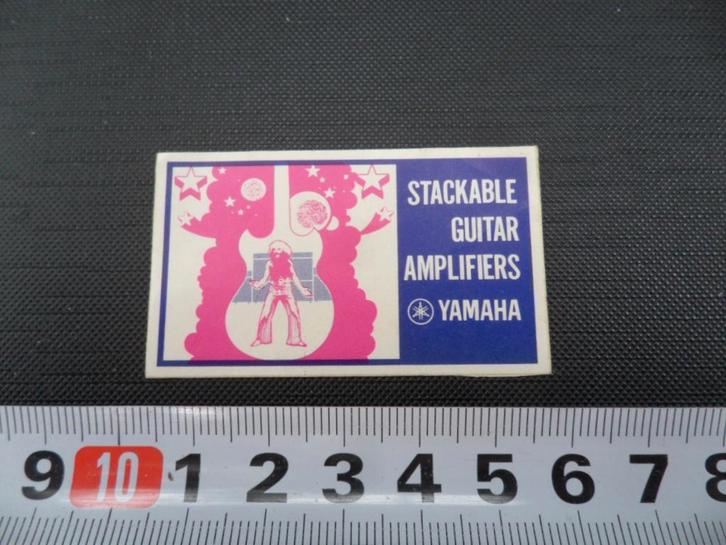 STACKABLE
GUITAR
AMPLIFIERS
YAMAHA
9 10 1 2 3 4 5 6 7 8